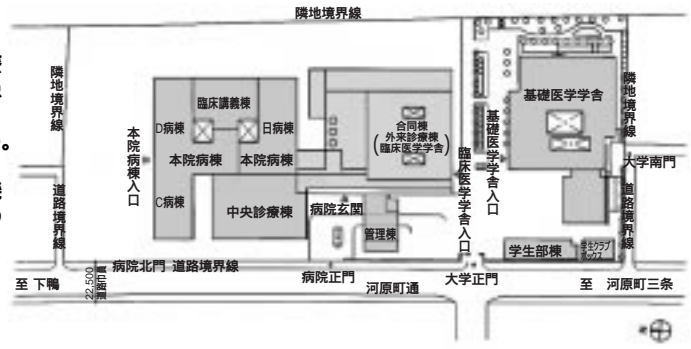 隣地境界線
隣地境界線
道路境界線
本院病棟入口
臨床講義棟
D病棟
B病棟
本院病棟
本院病棟
C病棟
中央診療棟
合同棟
(外来診療棟
臨床医学学舎)
病院玄関
管理棟
臨床医学学舎入口
基礎医学学舎入口
基礎医学学舎
隣地境界線
大学南門
道路境界線
学生部棟
学生クラブ
ボックス
病院北門
道路境界線
22,500
病院正門
大学正門
至 下鴨
河原町通
至 河原町三条